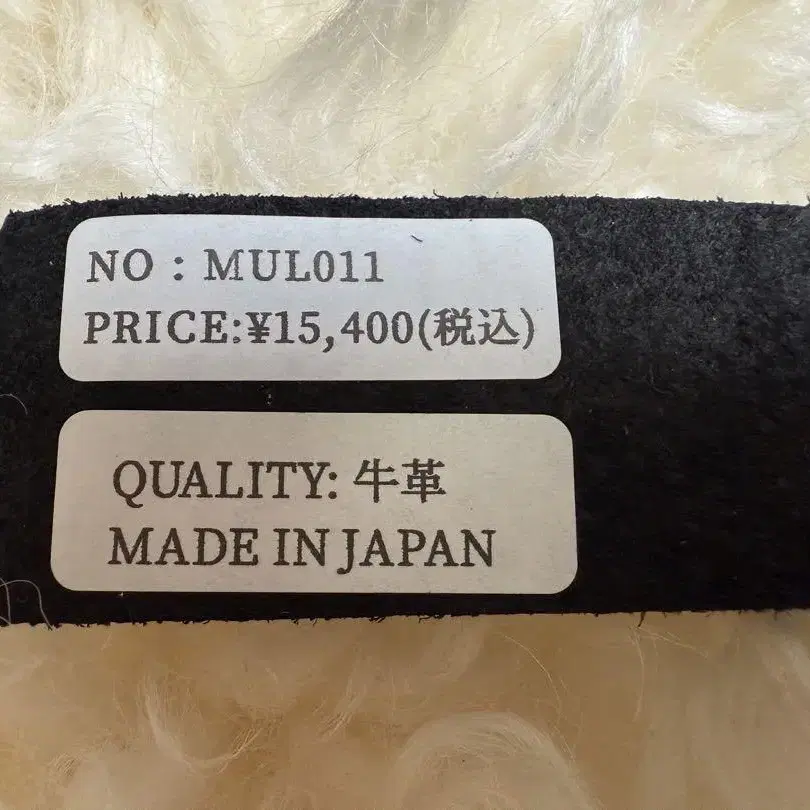 NO : MUL011
PRICE:¥15,400(税込)
QUALITY: 牛革
MADE IN JAPAN